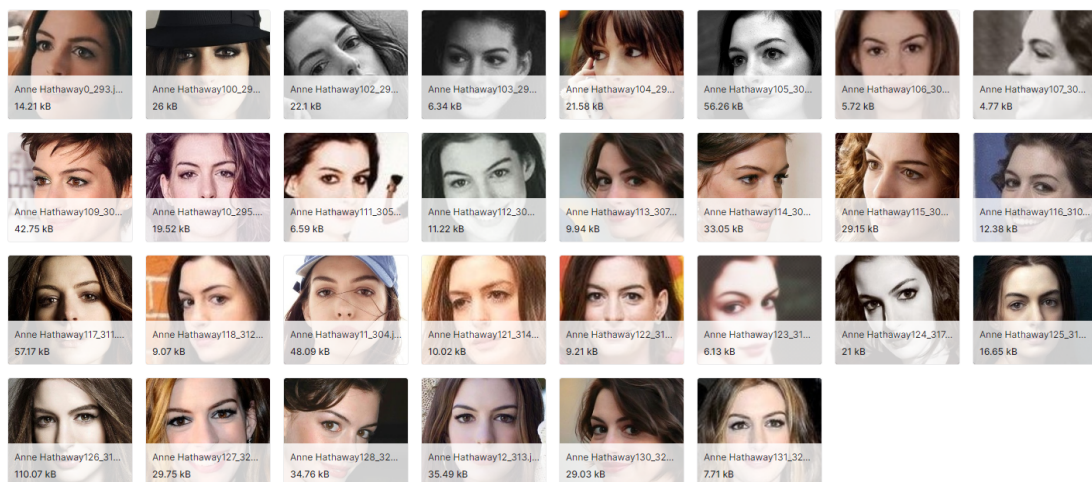 Anne Hathaway0_293.j...
14.21 kB
Anne Hathaway100_29...
26 kB
Anne Hathaway102_29...
22.1 kB
Anne Hathaway103_29...
6.34 kB
Anne Hathaway104_29...
21.58 kB
Anne Hathaway105_30...
56.26 kB
Anne Hathaway106_30...
5.72 kB
Anne Hathaway107_30...
4.77 kB
Anne Hathaway109_30...
42.75 kB
Anne Hathaway10_295....
19.52 kB
Anne Hathaway111_305...
6.59 kB
Anne Hathaway112_30...
11.22 kB
Anne Hathaway113_307...
9.94 kB
Anne Hathaway114_30...
33.05 kB
Anne Hathaway115_30...
29.15 kB
Anne Hathaway116_310...
12.38 kB
Anne Hathaway117_311....
57.17 kB
Anne Hathaway118_312...
9.07 kB
Anne Hathaway11_304.j...
48.09 kB
Anne Hathaway121_314...
10.02 kB
Anne Hathaway122_31...
9.21 kB
Anne Hathaway123_31...
6.13 kB
Anne Hathaway124_317...
21 kB
Anne Hathaway125_31...
16.65 kB
Anne Hathaway126_31...
110.07 kB
Anne Hathaway127_32...
29.75 kB
Anne Hathaway128_32...
34.76 kB
Anne Hathaway12_313.j...
35.49 kB
Anne Hathaway130_32...
29.03 kB
Anne Hathaway131_32...
7.71 kB